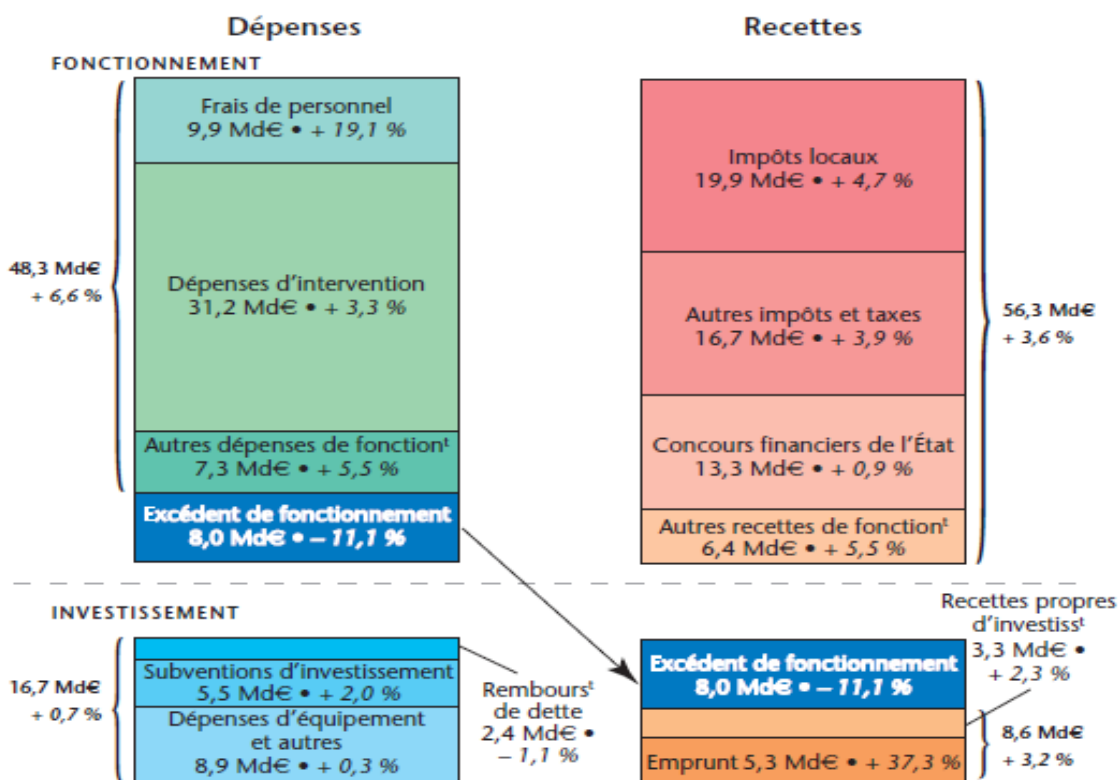 Dépenses
Recettes
FONCTIONNEMENT
Frais de personnel
9,9 Md€ • + 19,1 %
Dépenses d'intervention
31,2 Md€ • + 3,3 %
Autres dépenses de fonctionᵗ
7,3 Md€ • + 5,5 %
Excédent de fonctionnement
8,0 Md€ • – 11,1 %
48,3 Md€
+ 6,6 %
Impôts locaux
19,9 Md€ • + 4,7 %
Autres impôts et taxes
16,7 Md€ • + 3,9 %
Concours financiers de l'État
13,3 Md€ • + 0,9 %
Autres recettes de fonctionᵗ
6,4 Md€ • + 5,5 %
56,3 Md€
+ 3,6 %
INVESTISSEMENT
16,7 Md€
+ 0,7 %
Subventions d'investissement
5,5 Md€ • + 2,0 %
Dépenses d'équipement
et autres
8,9 Md€ • + 0,3 %
Remboursᵗ
de dette
2,4 Md€ •
– 1,1 %
Excédent de fonctionnement
8,0 Md€ • – 11,1 %
Emprunt 5,3 Md€ • + 37,3 %
Recettes propres
d'investissᵗ
3,3 Md€ •
+ 2,3 %
8,6 Md€
+ 3,2 %